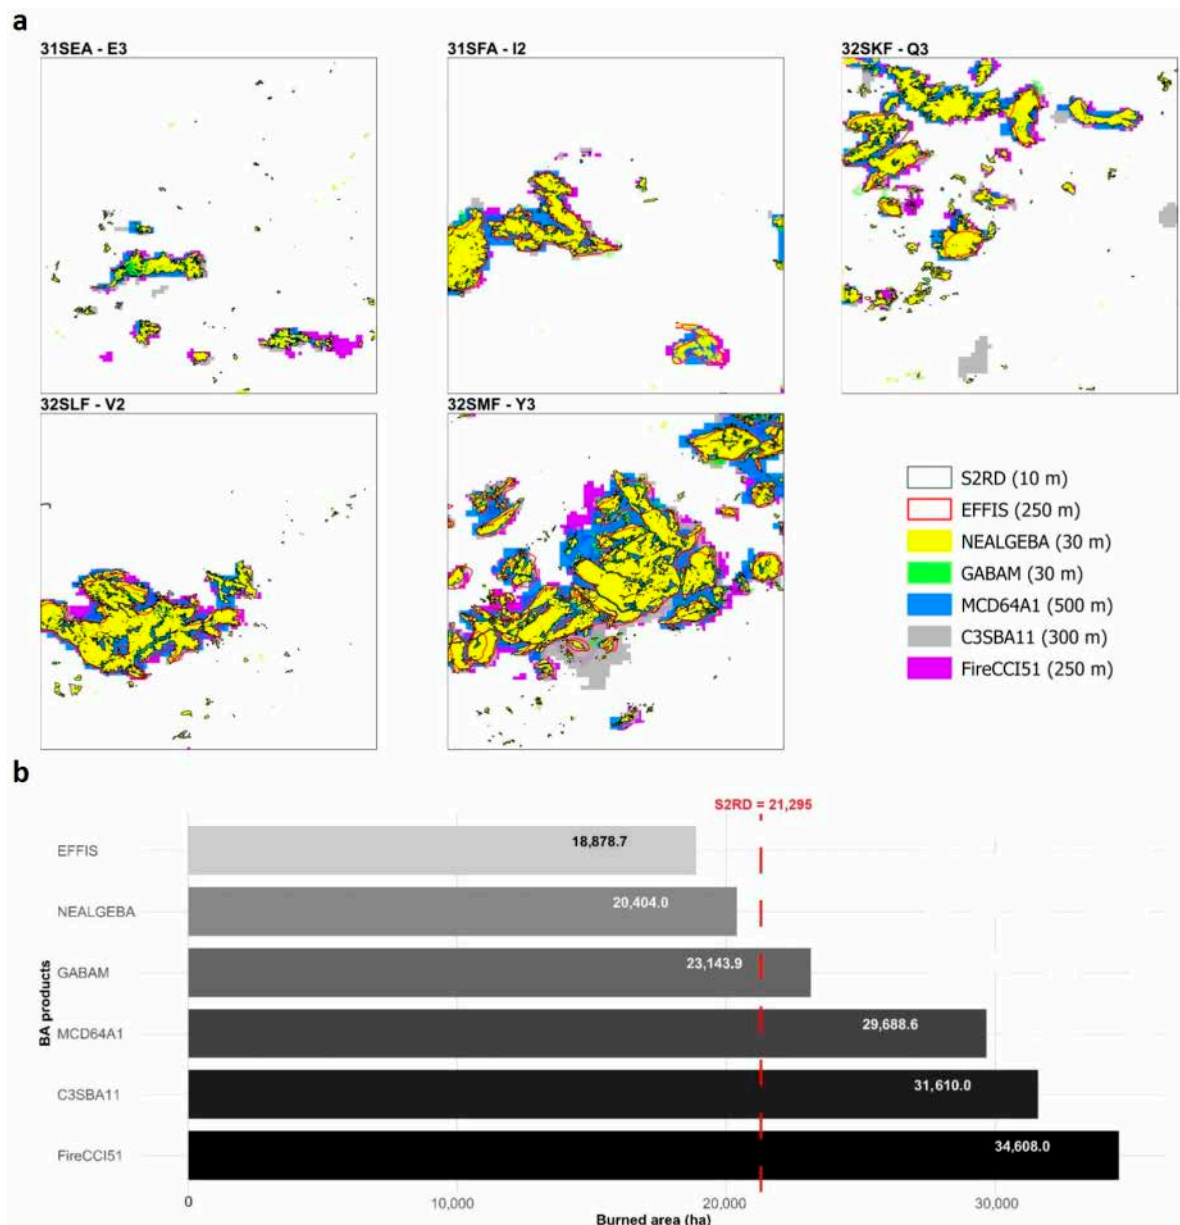 a
31SEA - E3
31SFA - I2
32SKF - Q3
32SLF - V2
32SMF - Y3
S2RD (10 m)
EFFIS (250 m)
NEALGEBA (30 m)
GABAM (30 m)
MCD64A1 (500 m)
C3SBA11 (300 m)
FireCCI51 (250 m)
b
S2RD = 21,295
BA products
EFFIS
18,878.7
NEALGEBA
20,404.0
GABAM
23,143.9
MCD64A1
29,688.6
C3SBA11
31,610.0
FireCCI51
34,608.0
0
10,000
20,000
30,000
Burned area (ha)